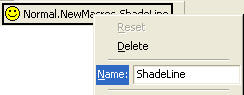 Normal.NewMacros.ShadeLine
Reset
Delete
Name: ShadeLine